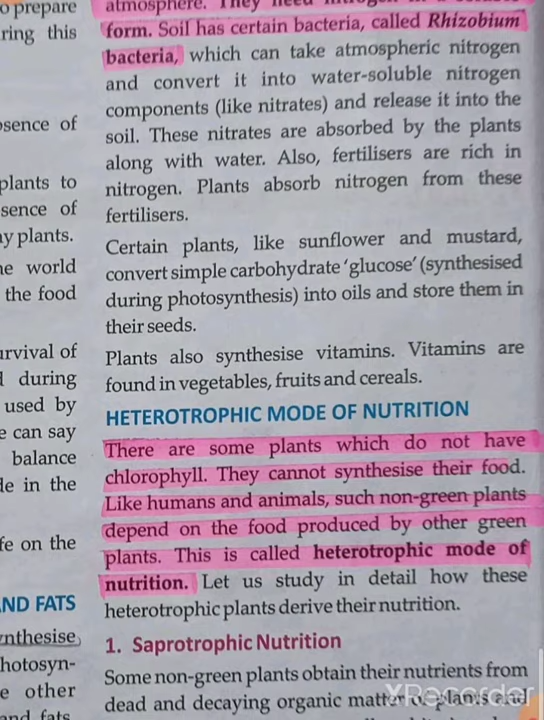 o prepare
ring this
sence of
plants to
sence of
y plants.
e world
the food
urvival of
during
used by
e can say
balance
le in the
fe on the
ND FATS
nthesise
hotosyn-
e other
and fats
atmosphere. They need
form. Soil has certain bacteria, called Rhizobium
bacteria, which can take atmospheric nitrogen
and convert it into water-soluble nitrogen
components (like nitrates) and release it into the
soil. These nitrates are absorbed by the plants
along with water. Also, fertilisers are rich in
nitrogen. Plants absorb nitrogen from these
fertilisers.
Certain plants, like sunflower and mustard,
convert simple carbohydrate 'glucose' (synthesised
during photosynthesis) into oils and store them in
their seeds.
Plants also synthesise vitamins. Vitamins are
found in vegetables, fruits and cereals.
HETEROTROPHIC MODE OF NUTRITION
There are some plants which do not have
chlorophyll. They cannot synthesise their food.
Like humans and animals, such non-green plants
depend on the food produced by other green
plants. This is called heterotrophic mode of
nutrition. Let us study in detail how these
heterotrophic plants derive their nutrition.
1. Saprotrophic Nutrition
Some non-green plants obtain their nutrients from
dead and decaying organic matter of plants and
XRecorder